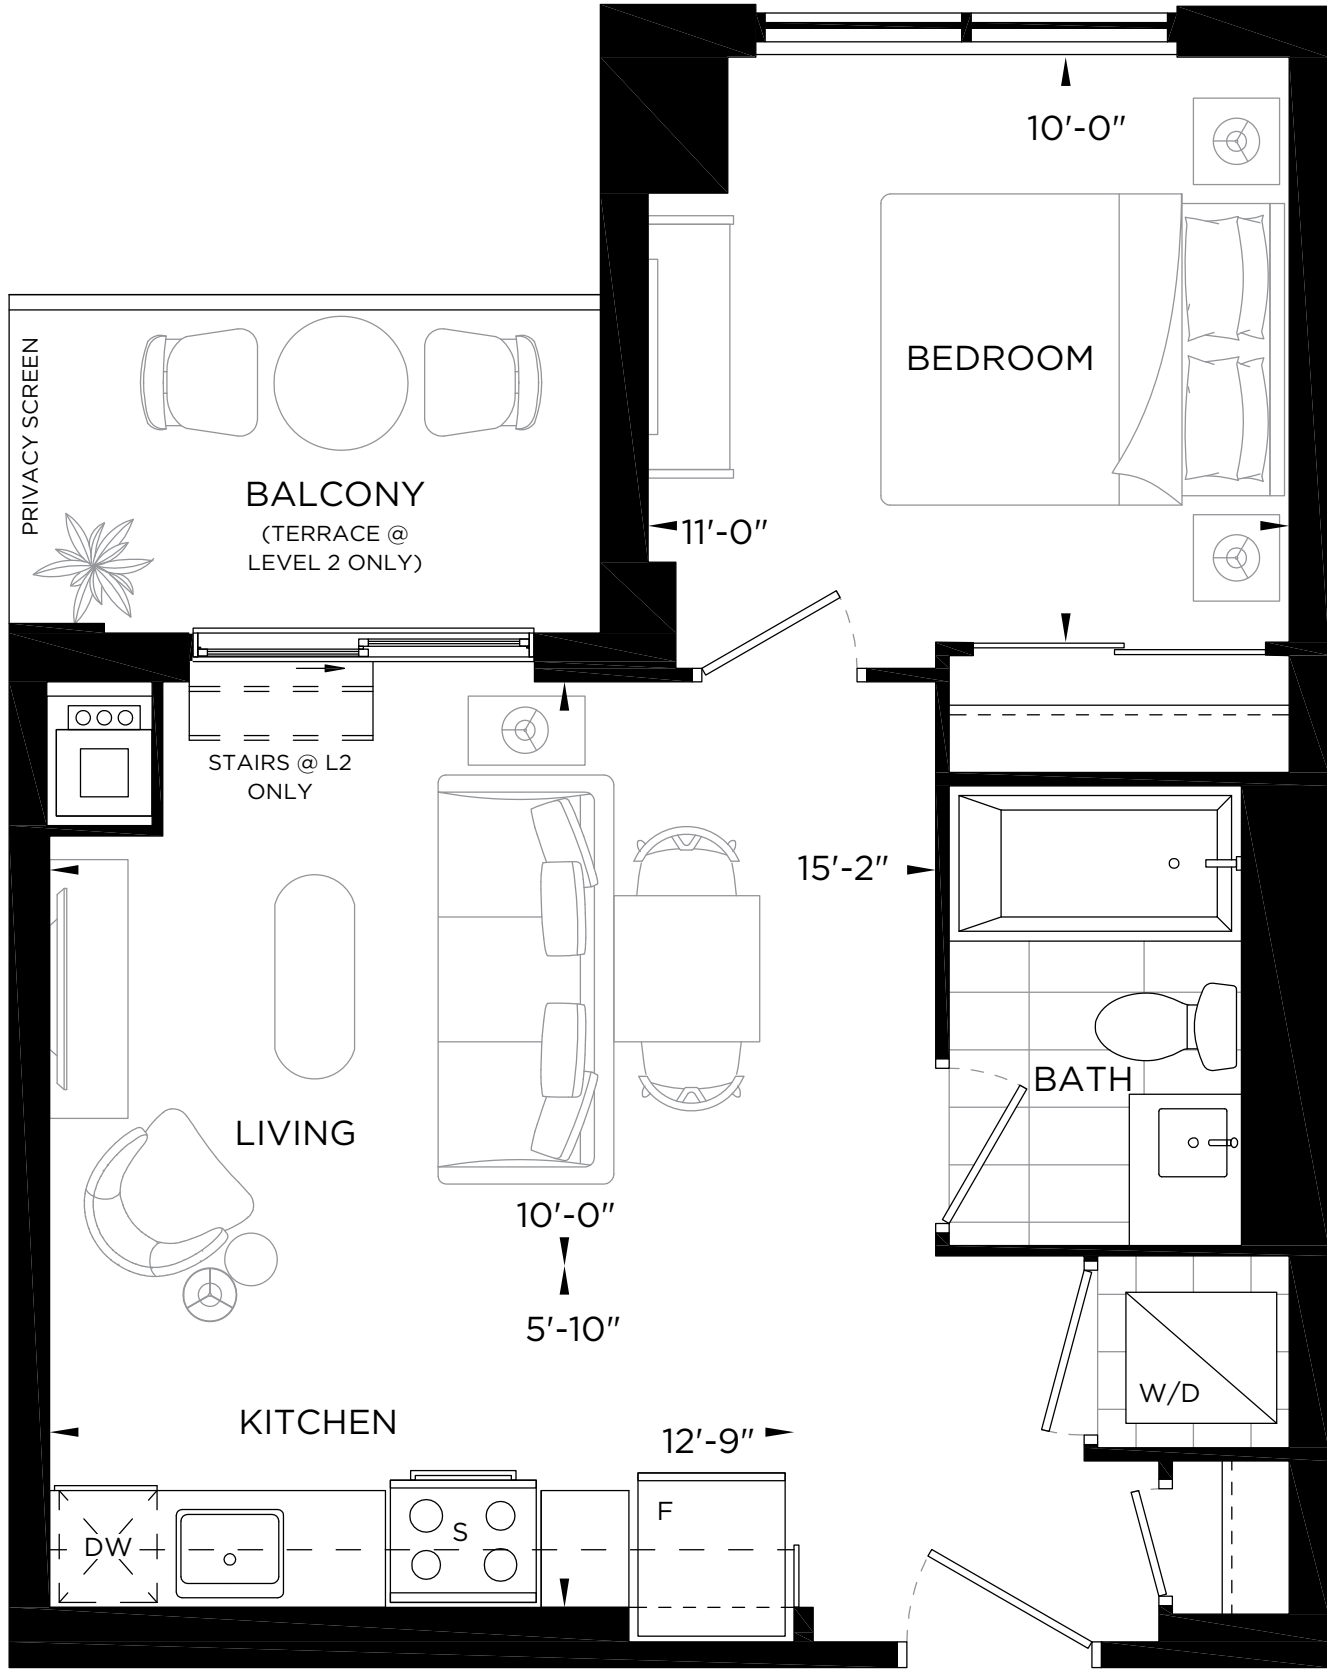 10'-0"
BEDROOM
PRIVACY SCREEN
BALCONY
(TERRACE @
LEVEL 2 ONLY)
11'-0"
STAIRS @ L2
ONLY
15'-2"
BATH
LIVING
10'-0"
5'-10"
W/D
KITCHEN
12'-9"
F
S
DW